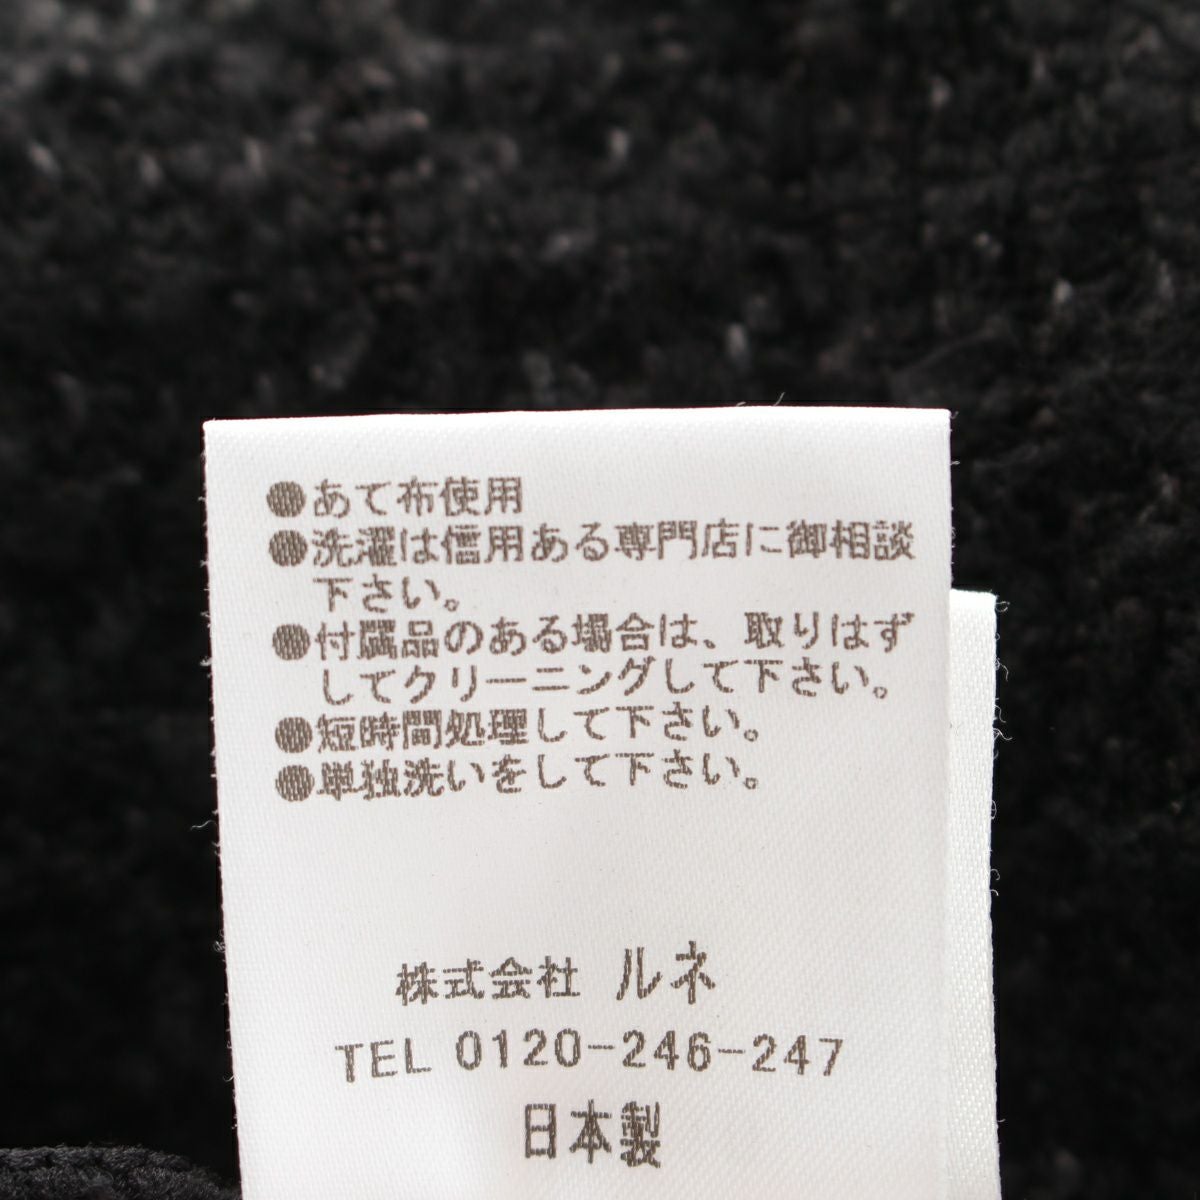 ●あて布使用
●洗濯は信用ある専門店に御相談
下さい。
●付属品のある場合は、取りはず
してクリーニングして下さい。
●短時間処理して下さい。
●単独洗いをして下さい。
株式会社 ルネ
TEL 0120-246-247
日本製